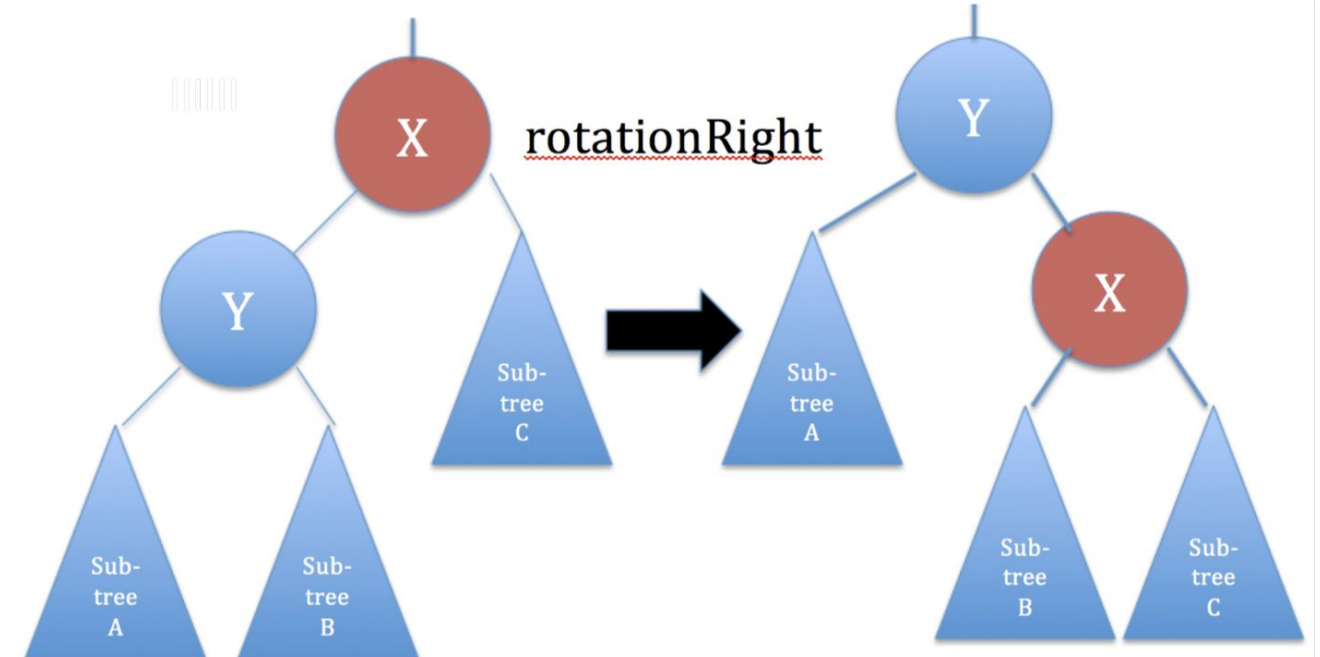 X
rotationRight
Y
Y
X
Sub-
tree
C
Sub-
tree
A
Sub-
tree
A
Sub-
tree
B
Sub-
tree
B
Sub-
tree
C